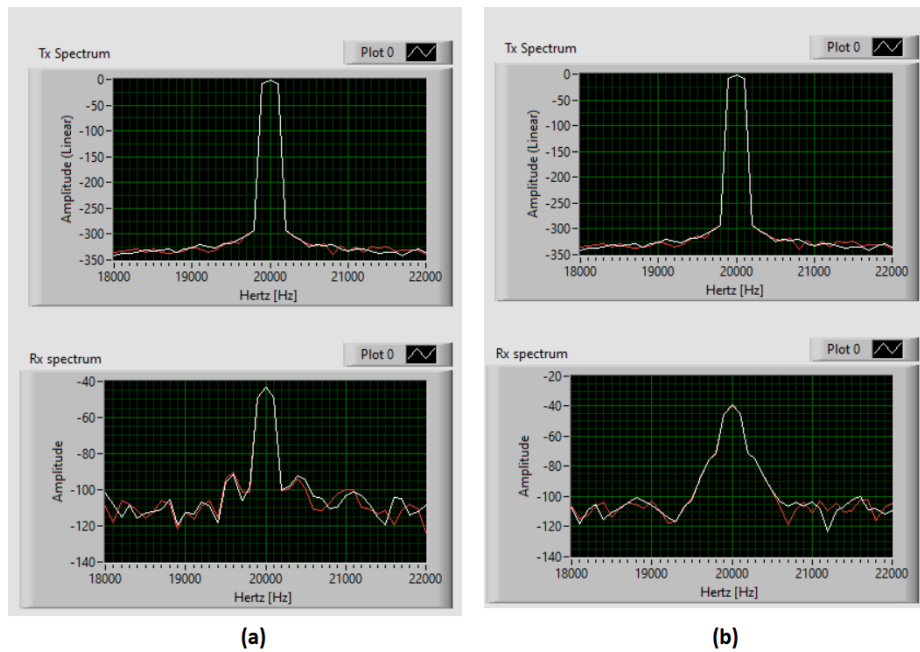 Tx Spectrum
Plot 0
0
-50
-100
-150
-200
-250
-300
-350
Amplitude (Linear)
18000 19000 20000 21000 22000
Hertz [Hz]
Rx spectrum
Plot 0
-40
-60
-80
-100
-120
-140
Amplitude
18000 19000 20000 21000 22000
Hertz [Hz]
(a)
Tx Spectrum
Plot 0
0
-50
-100
-150
-200
-250
-300
-350
Amplitude (Linear)
18000 19000 20000 21000 22000
Hertz [Hz]
Rx spectrum
Plot 0
-20
-40
-60
-80
-100
-120
-140
Amplitude
18000 19000 20000 21000 22000
Hertz [Hz]
(b)